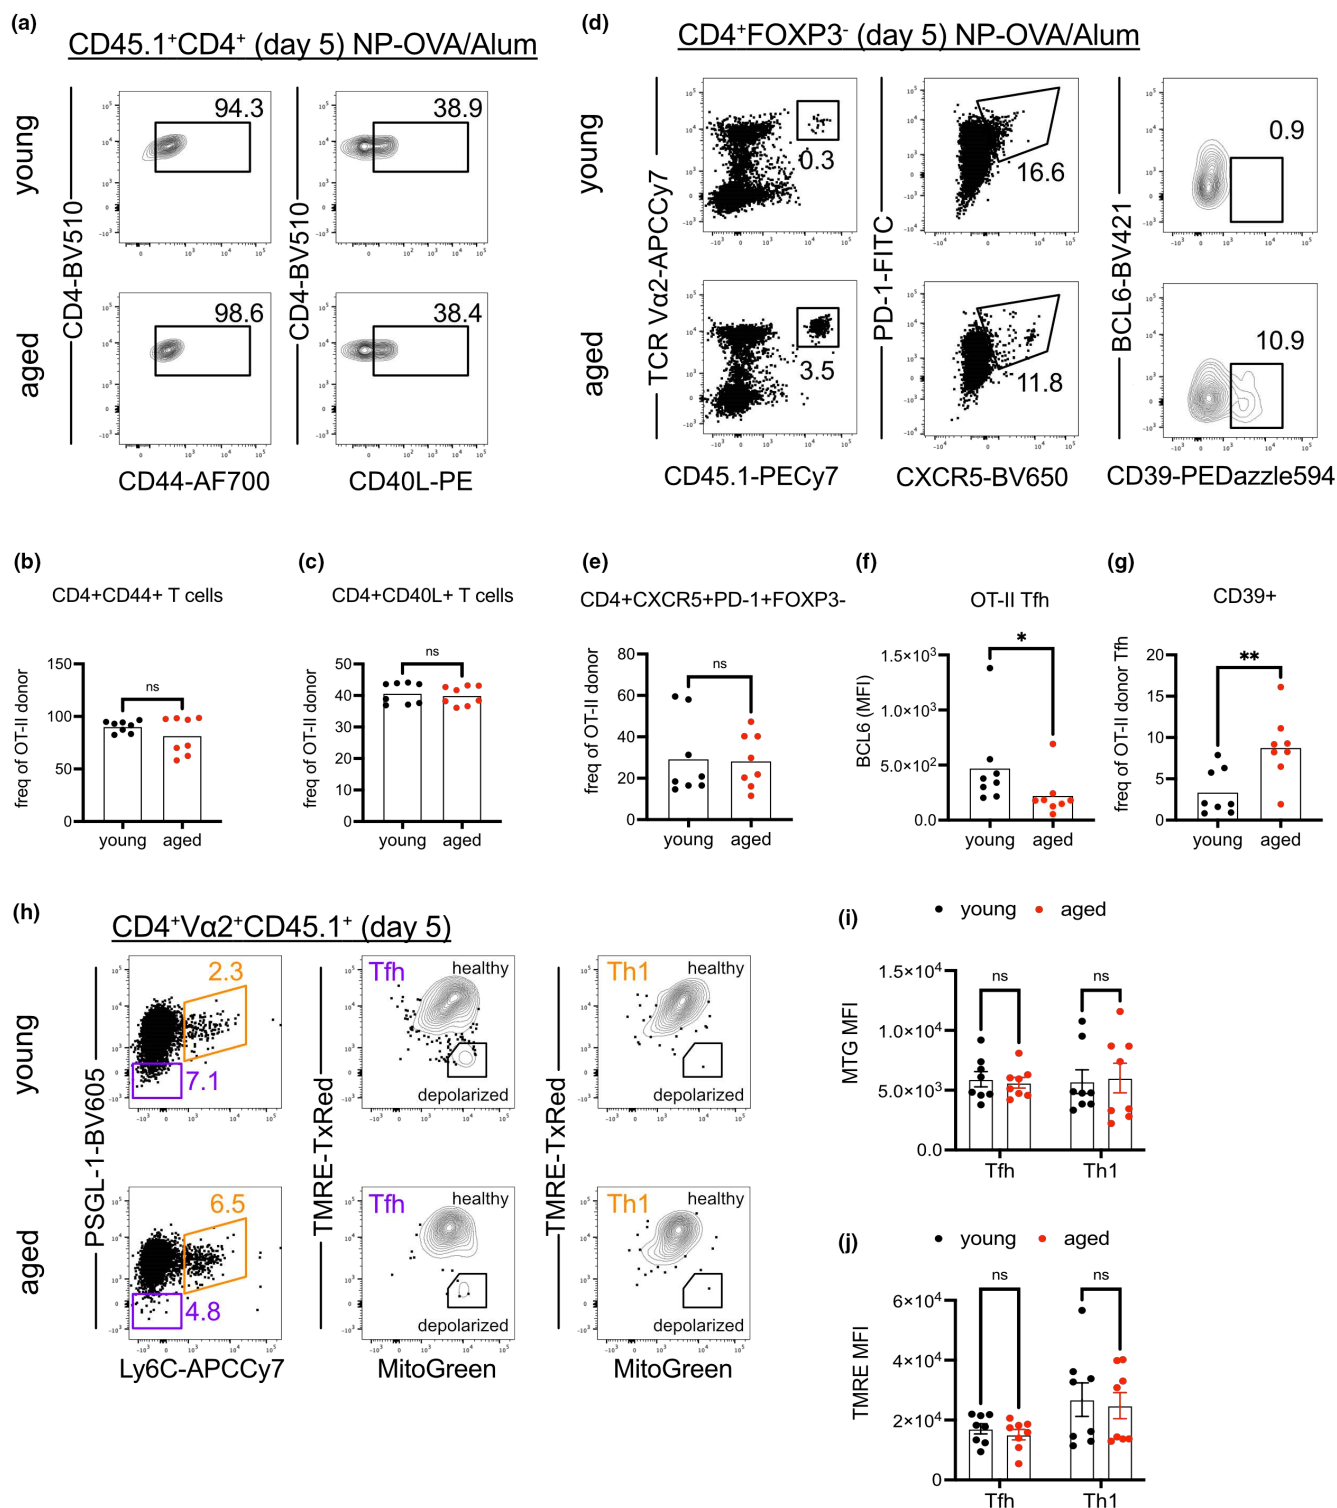 (a)
CD45.1+CD4+ (day 5) NP-OVA/Alum
young
aged
CD4-BV510
CD4-BV510
94.3
38.9
98.6
38.4
CD44-AF700
CD40L-PE
(d)
CD4+FOXP3- (day 5) NP-OVA/Alum
young
aged
TCR Vα2-APCCy7
PD-1-FITC
BCL6-BV421
0.3
16.6
0.9
3.5
11.8
10.9
CD45.1-PECy7
CXCR5-BV650
CD39-PEDazzle594
(b)
CD4+CD44+ T cells
freq of OT-II donor
150
100
50
0
ns
young
aged
(c)
CD4+CD40L+ T cells
freq of OT-II donor
50
40
30
20
10
0
ns
young
aged
(e)
CD4+CXCR5+PD-1+FOXP3-
freq of OT-II donor
80
60
40
20
0
ns
young
aged
(f)
OT-II Tfh
BCL6 (MFI)
1.5×10³
1.0×10³
5.0×10²
0.0
*
young
aged
(g)
CD39+
freq of OT-II donor Tfh
20
15
10
5
0
**
young
aged
(h)
CD4+Vα2+CD45.1+ (day 5)
young
aged
PSGL-1-BV605
TMRE-TxRed
TMRE-TxRed
2.3
7.1
Tfh
healthy
depolarized
Th1
healthy
depolarized
6.5
4.8
Tfh
healthy
depolarized
Th1
healthy
depolarized
Ly6C-APCCy7
MitoGreen
MitoGreen
(i)
young
aged
MTG MFI
1.5×10⁴
1.0×10⁴
5.0×10³
0.0
ns
ns
Tfh
Th1
(j)
young
aged
TMRE MFI
6×10⁴
4×10⁴
2×10⁴
0
ns
ns
Tfh
Th1